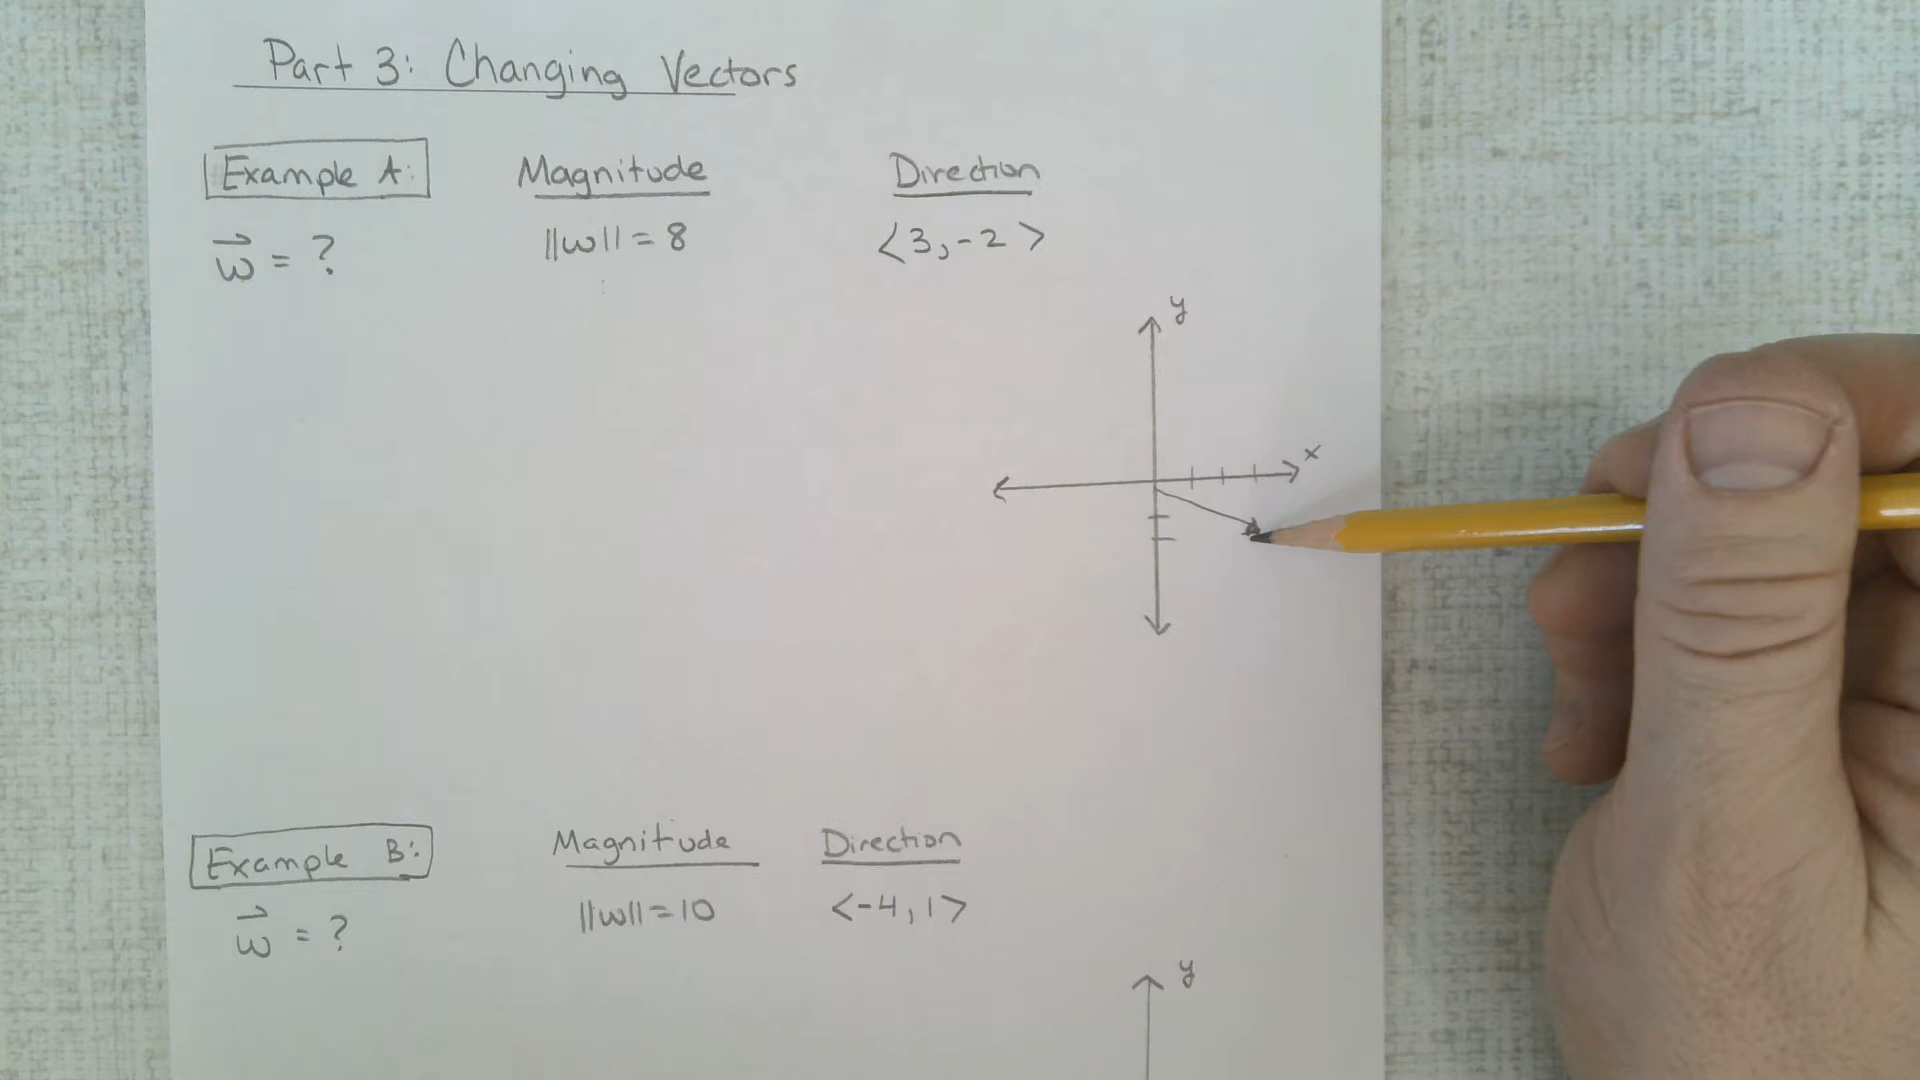 Part 3: Changing Vectors
Example A: Magnitude Direction
w⃗ = ? ||w|| = 8 <3, -2>
y
x
Example B: Magnitude Direction
w⃗ = ? ||w|| = 10 <-4, 1>
y